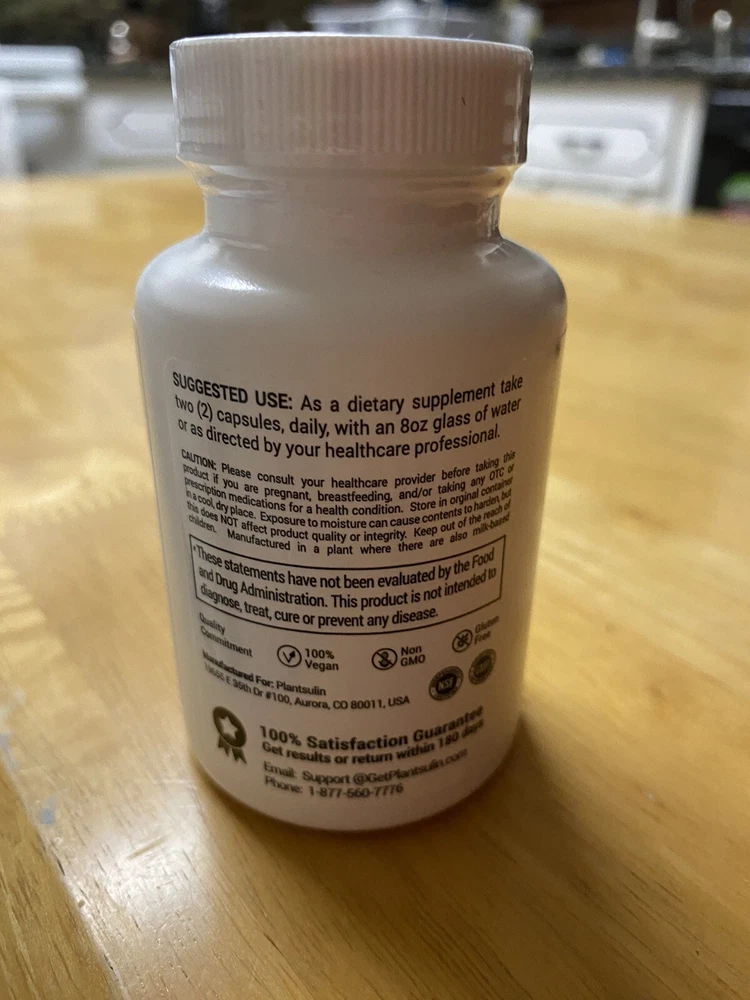 SUGGESTED USE: As a dietary supplement take
two (2) capsules, daily, with an 8oz glass of water
or as directed by your healthcare professional.
CAUTION: Please consult your healthcare provider before taking this
product if you are pregnant, breastfeeding, and/or taking any OTC or
prescription medications for a health condition. Store in orginal container
in a cool, dry place. Exposure to moisture can cause contents to harden, but
this does NOT affect product quality or integrity. Keep out of the reach of
children. Manufactured in a plant where there are also milk-based
*These statements have not been evaluated by the Food
and Drug Administration. This product is not intended to
diagnose, treat, cure or prevent any disease.
Quality
Commitment
100%
Vegan
Non
GMO
Gluten
Free
Manufactured For: Plantsulin
E 35th Dr #100, Aurora, CO 80011, USA
NSF
100% Satisfaction Guarantee
Get results or return within 180 days
Email: Support @GetPlantsulin.com
Phone: 1-877-560-7776